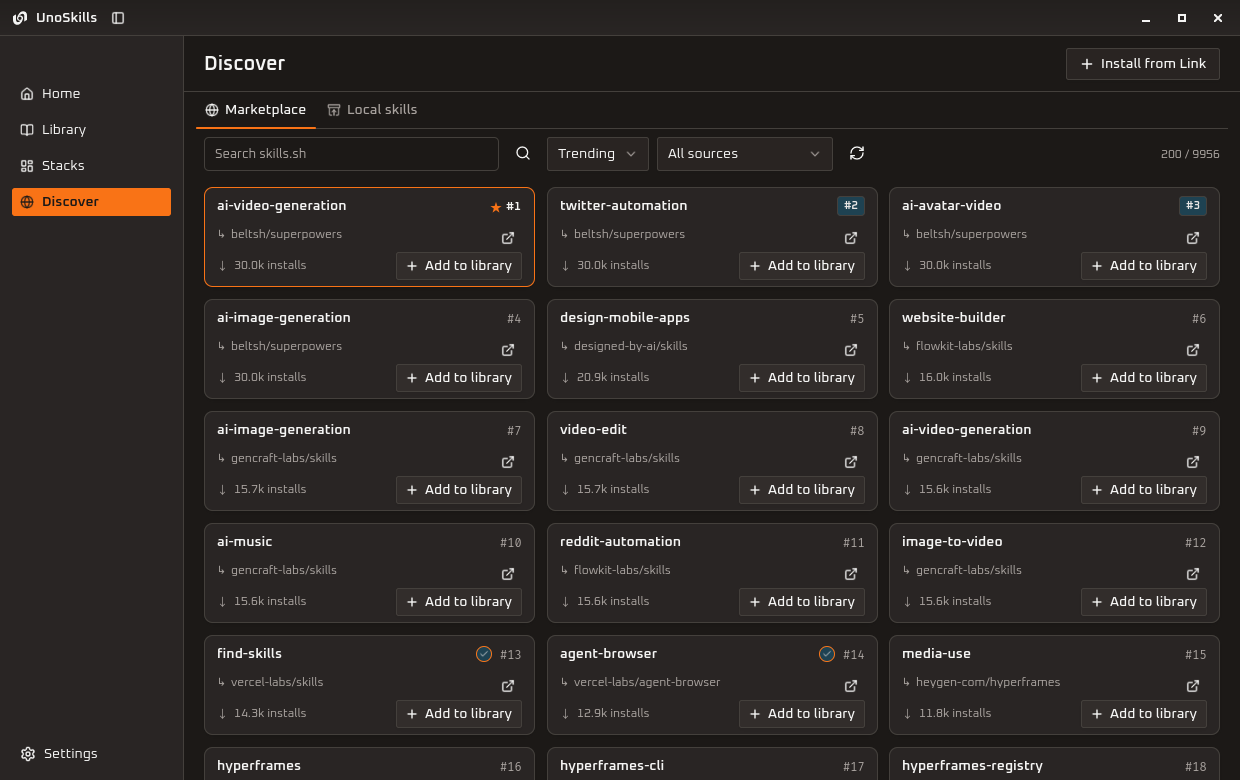 UnoSkills
Home
Library
Stacks
Discover
Settings
Discover
+ Install from Link
Marketplace
Local skills
Search skills.sh
Trending
All sources
200 / 9956
ai-video-generation
★ #1
↳ beltsh/superpowers
↓ 30.0k installs
+ Add to library
twitter-automation
#2
↳ beltsh/superpowers
↓ 30.0k installs
+ Add to library
ai-avatar-video
#3
↳ beltsh/superpowers
↓ 30.0k installs
+ Add to library
ai-image-generation
#4
↳ beltsh/superpowers
↓ 30.0k installs
+ Add to library
design-mobile-apps
#5
↳ designed-by-ai/skills
↓ 20.9k installs
+ Add to library
website-builder
#6
↳ flowkit-labs/skills
↓ 16.0k installs
+ Add to library
ai-image-generation
#7
↳ gencraft-labs/skills
↓ 15.7k installs
+ Add to library
video-edit
#8
↳ gencraft-labs/skills
↓ 15.7k installs
+ Add to library
ai-video-generation
#9
↳ gencraft-labs/skills
↓ 15.6k installs
+ Add to library
ai-music
#10
↳ gencraft-labs/skills
↓ 15.6k installs
+ Add to library
reddit-automation
#11
↳ flowkit-labs/skills
↓ 15.6k installs
+ Add to library
image-to-video
#12
↳ gencraft-labs/skills
↓ 15.6k installs
+ Add to library
find-skills
#13
↳ vercel-labs/skills
↓ 14.3k installs
+ Add to library
agent-browser
#14
↳ vercel-labs/agent-browser
↓ 12.9k installs
+ Add to library
media-use
#15
↳ heygen-com/hyperframes
↓ 11.8k installs
+ Add to library
hyperframes
#16
hyperframes-cli
#17
hyperframes-registry
#18